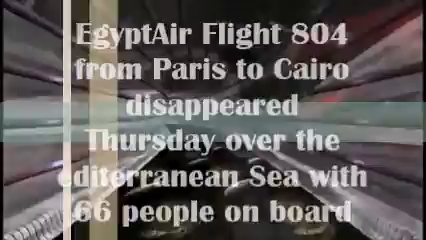 EgyptAir Flight 804
from Paris to Cairo
disappeared
Thursday over the
editerranean Sea with
66 people on board